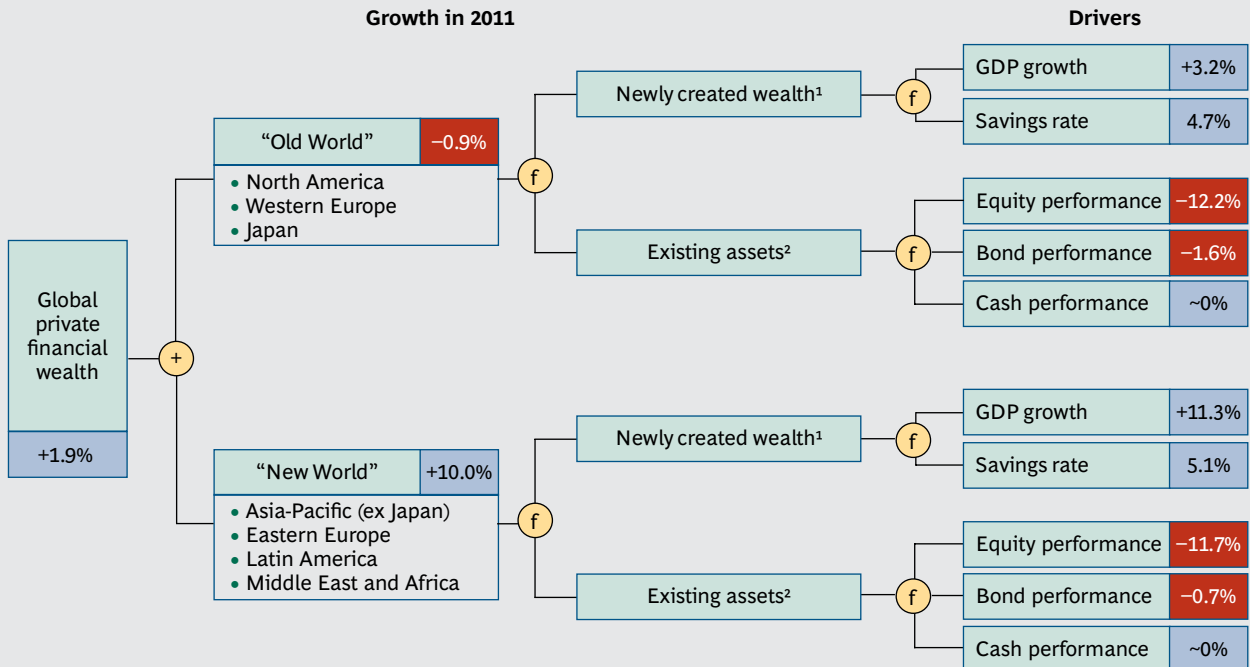 Growth in 2011
Drivers
Global
private
financial
wealth
+1.9%
+
“Old World”
−0.9%
• North America
• Western Europe
• Japan
f
Newly created wealth¹
f
GDP growth
+3.2%
Savings rate
4.7%
Existing assets²
f
Equity performance
−12.2%
Bond performance
−1.6%
Cash performance
~0%
“New World”
+10.0%
• Asia-Pacific (ex Japan)
• Eastern Europe
• Latin America
• Middle East and Africa
f
Newly created wealth¹
f
GDP growth
+11.3%
Savings rate
5.1%
Existing assets²
f
Equity performance
−11.7%
Bond performance
−0.7%
Cash performance
~0%